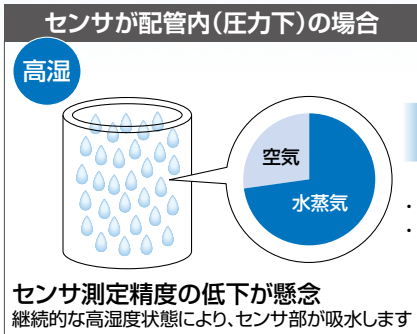 センサが配管内(圧力下)の場合
高湿
空気
水蒸気
・
・
センサ測定精度の低下が懸念
継続的な高湿度状態により、センサ部が吸水します